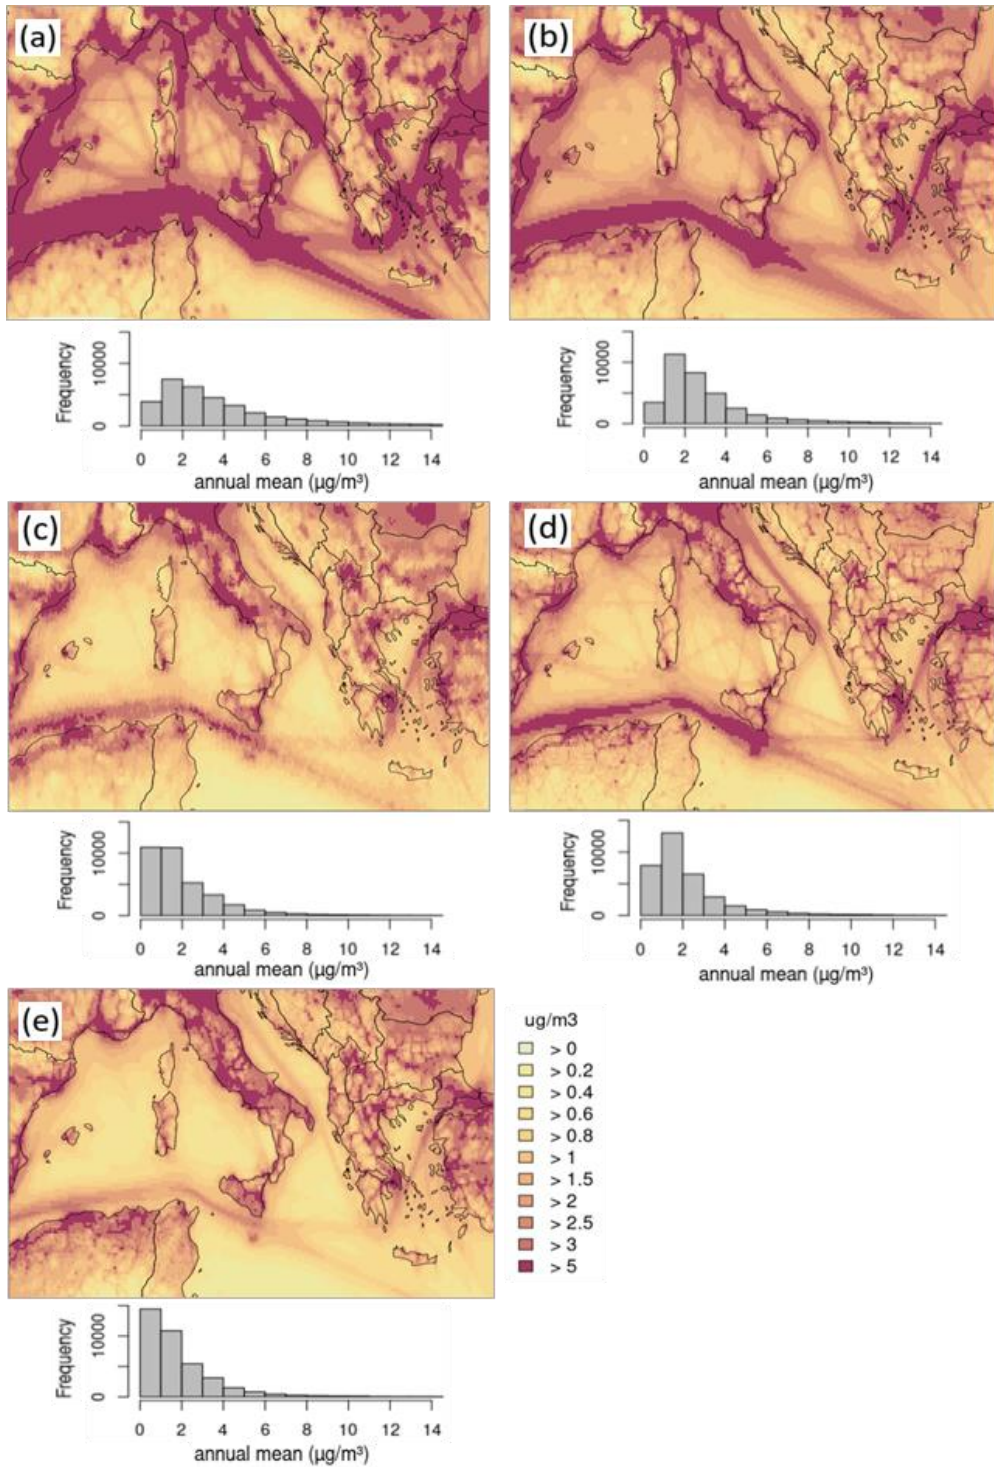 (a)
(b)
Frequency
10000
0
0 2 4 6 8 10 12 14
annual mean (µg/m³)
Frequency
10000
0
0 2 4 6 8 10 12 14
annual mean (µg/m³)
(c)
(d)
Frequency
10000
0
0 2 4 6 8 10 12 14
annual mean (µg/m³)
Frequency
10000
0
0 2 4 6 8 10 12 14
annual mean (µg/m³)
(e)
ug/m3
> 0
> 0.2
> 0.4
> 0.6
> 0.8
> 1
> 1.5
> 2
> 2.5
> 3
> 5
Frequency
10000
0
0 2 4 6 8 10 12 14
annual mean (µg/m³)